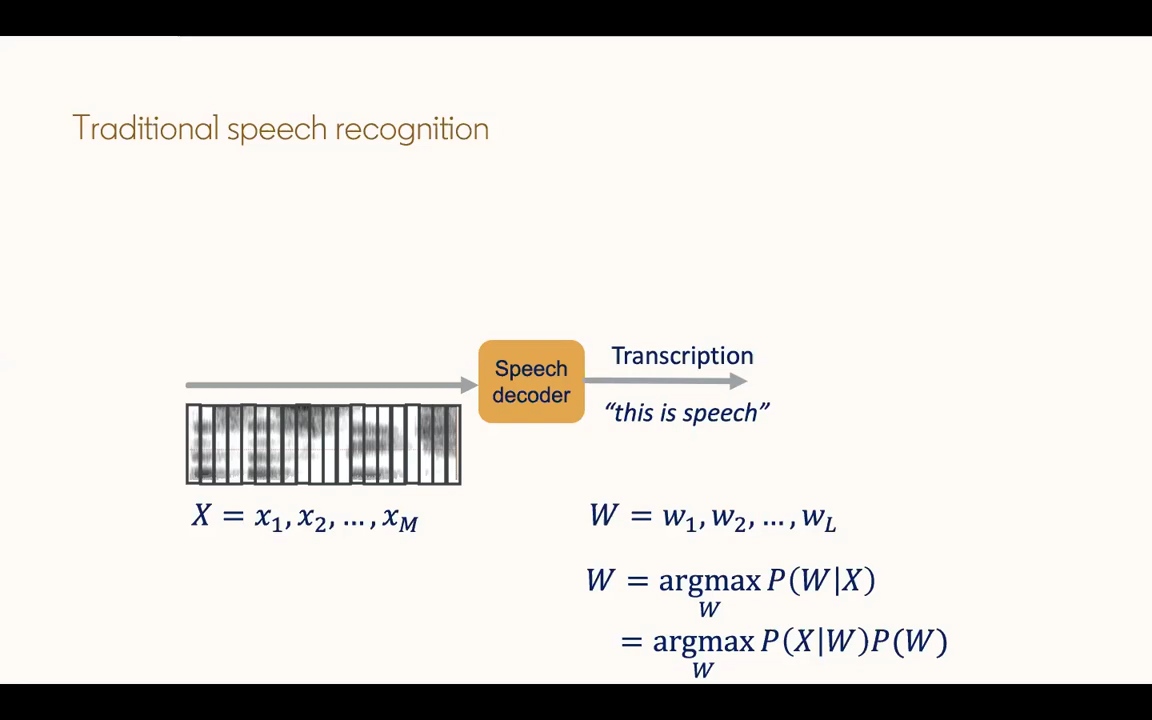 Traditional speech recognition
Speech
decoder
Transcription
“this is speech”
X = x₁, x₂, … , x_M
W = w₁, w₂, … , w_L
W = argmax P(W|X)
W
= argmax P(X|W)P(W)
W